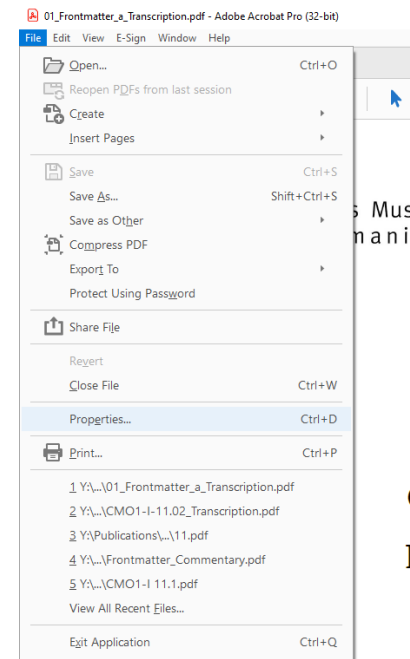 01_Frontmatter_a_Transcription.pdf - Adobe Acrobat Pro (32-bit)
File Edit View E-Sign Window Help
Open... Ctrl+O
Reopen PDFs from last session
Create
Insert Pages
Save Ctrl+S
Save As... Shift+Ctrl+S
Save as Other
Compress PDF
Export To
Protect Using Password
Share File
Revert
Close File Ctrl+W
Properties... Ctrl+D
Print... Ctrl+P
1 Y:\...\01_Frontmatter_a_Transcription.pdf
2 Y:\...\CMO1-I-11.02_Transcription.pdf
3 Y:\Publications\...\11.pdf
4 Y:\...\Frontmatter_Commentary.pdf
5 Y:\...\CMO1-I 11.1.pdf
View All Recent Files...
Exit Application Ctrl+Q
s Mus
mani